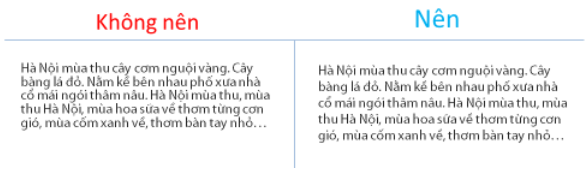 Không nên
Nên
Hà Nội mùa thu cây cơm nguội vàng. Cây
bàng lá đỏ. Nằm kề bên nhau phố xưa nhà
cổ mái ngói thâm nâu. Hà Nội mùa thu, mùa
thu Hà Nội, mùa hoa sữa về thơm từng cơn
gió, mùa cốm xanh về, thơm bàn tay nhỏ…
Hà Nội mùa thu cây cơm nguội vàng. Cây
bàng lá đỏ. Nằm kề bên nhau phố xưa nhà
cổ mái ngói thâm nâu. Hà Nội mùa thu, mùa
thu Hà Nội, mùa hoa sữa về thơm từng cơn
gió, mùa cốm xanh về, thơm bàn tay nhỏ…